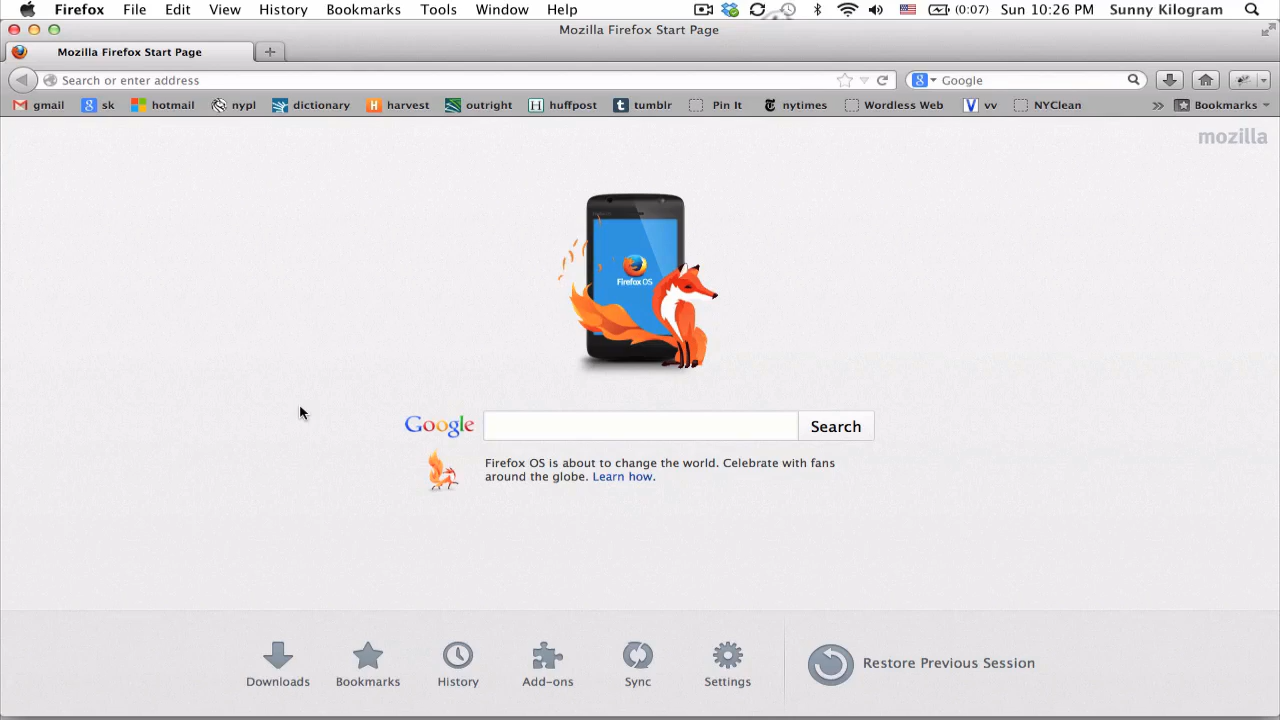 Firefox File Edit View History Bookmarks Tools Window Help (0:07) Sun 10:26 PM Sunny Kilogram
Mozilla Firefox Start Page
Mozilla Firefox Start Page
Search or enter address Google
gmail sk hotmail nypl dictionary harvest outright huffpost tumblr Pin It nytimes Wordless Web vv NYClean » Bookmarks
mozilla
Firefox OS
Google Search
Firefox OS is about to change the world. Celebrate with fans
around the globe. Learn how.
Downloads Bookmarks History Add-ons Sync Settings Restore Previous Session